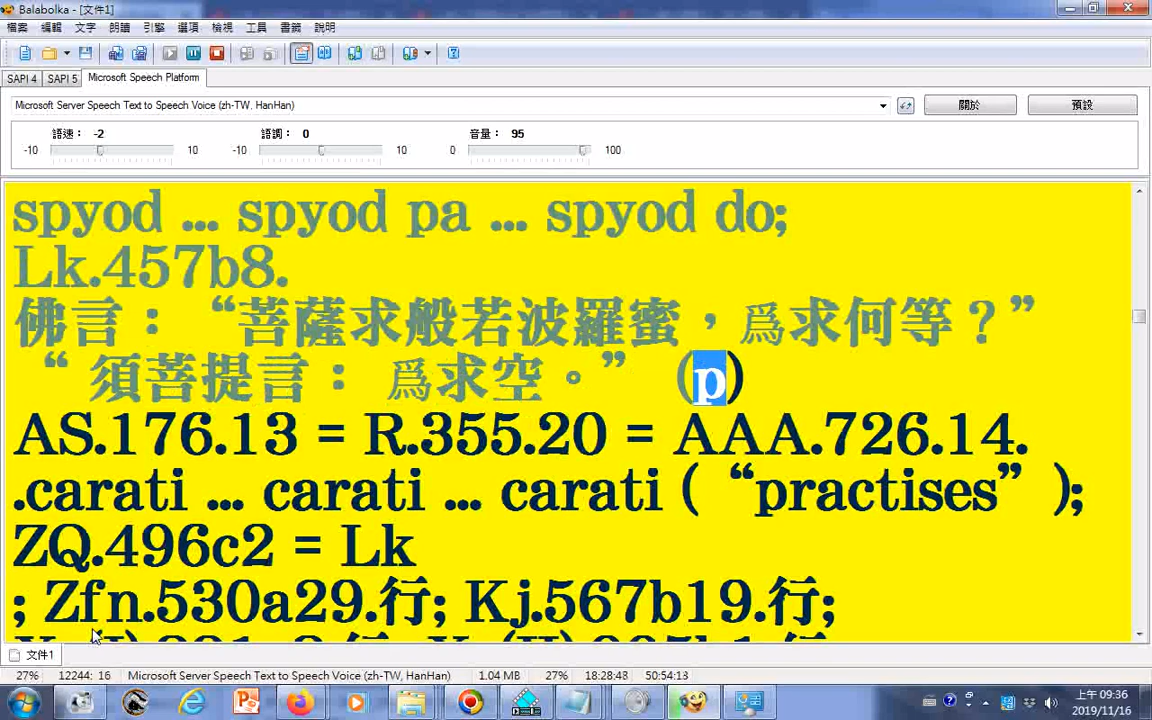 Balabolka - [文件1]
檔案 編輯 文字 朗讀 引擎 選項 檢視 工具 書籤 說明
SAPI 4 SAPI 5 Microsoft Speech Platform
Microsoft Server Speech Text to Speech Voice (zh-TW, HanHan) 關於 預設
語速： -2 語調： 0 音量： 95
-10 10 -10 10 0 100
spyod ... spyod pa ... spyod do;
Lk.457b8.
佛言：“菩薩求般若波羅蜜，爲求何等？”
“ 須菩提言： 爲求空。” (p)
AS.176.13 = R.355.20 = AAA.726.14.
.carati ... carati ... carati (“practises”);
ZQ.496c2 = Lk
; Zfn.530a29.行; Kj.567b19.行;
文件1
27% 12244: 16 Microsoft Server Speech Text to Speech Voice (zh-TW, HanHan) 1.04 MB 27% 18:28:48 50:54:13
上午 09:36
2019/11/16